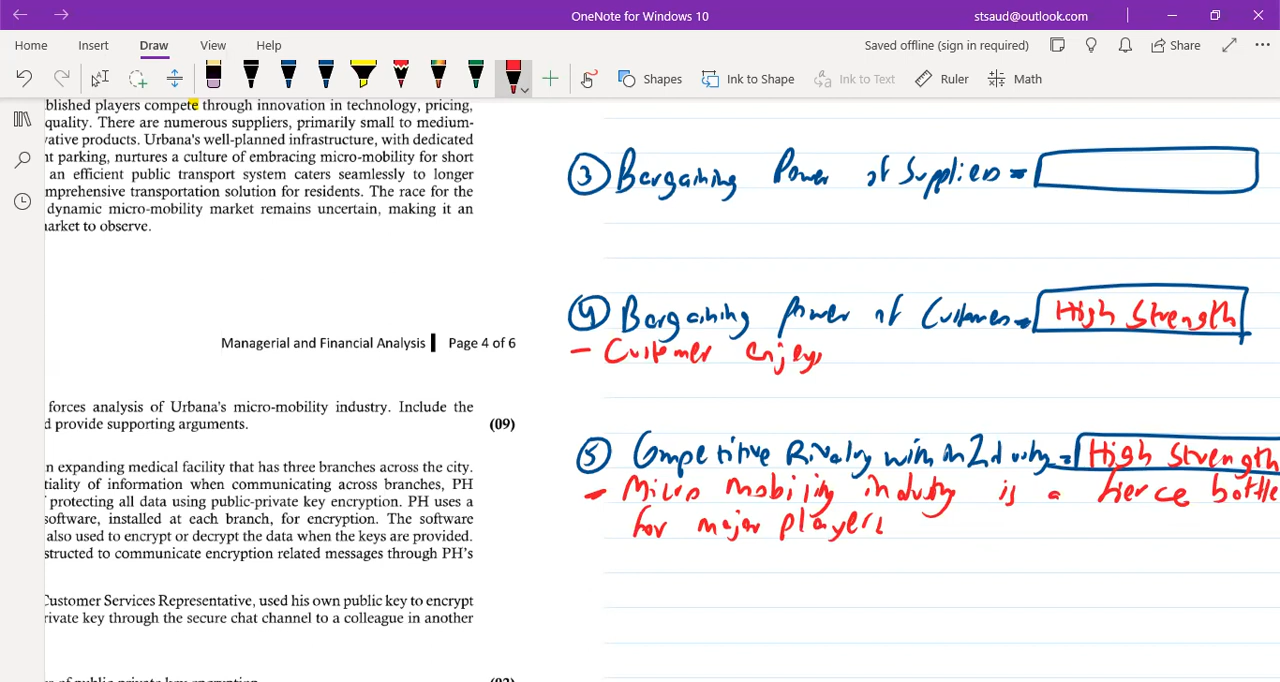 OneNote for Windows 10
stsaud@outlook.com
Home Insert Draw View Help
Saved offline (sign in required) Share
Shapes Ink to Shape Ink to Text Ruler Math
blished players compete through innovation in technology, pricing,
quality. There are numerous suppliers, primarily small to medium-
vative products. Urbana's well-planned infrastructure, with dedicated
nt parking, nurtures a culture of embracing micro-mobility for short
an efficient public transport system caters seamlessly to longer
mprehensive transportation solution for residents. The race for the
dynamic micro-mobility market remains uncertain, making it an
narket to observe.
Managerial and Financial Analysis | Page 4 of 6
forces analysis of Urbana's micro-mobility industry. Include the
d provide supporting arguments. (09)
n expanding medical facility that has three branches across the city.
tiality of information when communicating across branches, PH
protecting all data using public-private key encryption. PH uses a
software, installed at each branch, for encryption. The software
also used to encrypt or decrypt the data when the keys are provided.
structed to communicate encryption related messages through PH's
Customer Services Representative, used his own public key to encrypt
rivate key through the secure chat channel to a colleague in another
s of public private key encryption (03)
③ Bargaining Power of Suppliers =
④ Bargaining Power of Customers = High Strength
- Customer enjoys
⑤ Competitive Rivalry within Industry = High Strength
- Micro mobility industry is a fierce battle
for major players